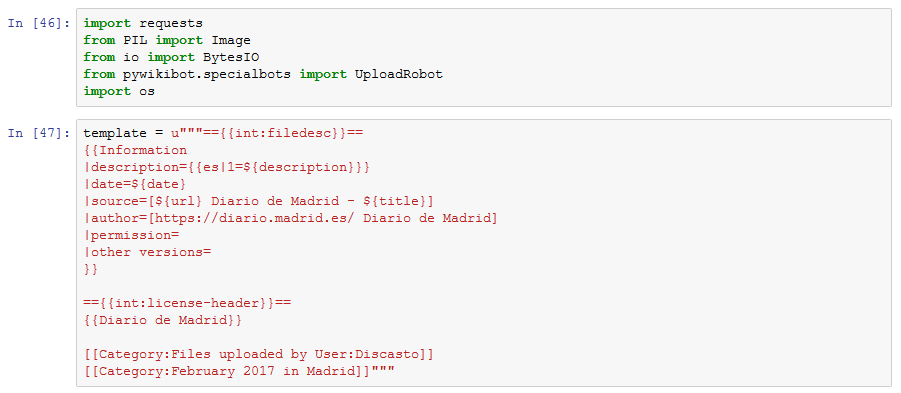 In [46]: import requests
from PIL import Image
from io import BytesIO
from pywikibot.specialbots import UploadRobot
import os
In [47]: template = u"""=={{int:filedesc}}==
{{Information
|description={{es|1=${description}}}
|date=${date}
|source=[${url} Diario de Madrid - ${title}]
|author=[https://diario.madrid.es/ Diario de Madrid]
|permission=
|other versions=
}}
=={{int:license-header}}==
{{Diario de Madrid}}
[[Category:Files uploaded by User:Discasto]]
[[Category:February 2017 in Madrid]]"""